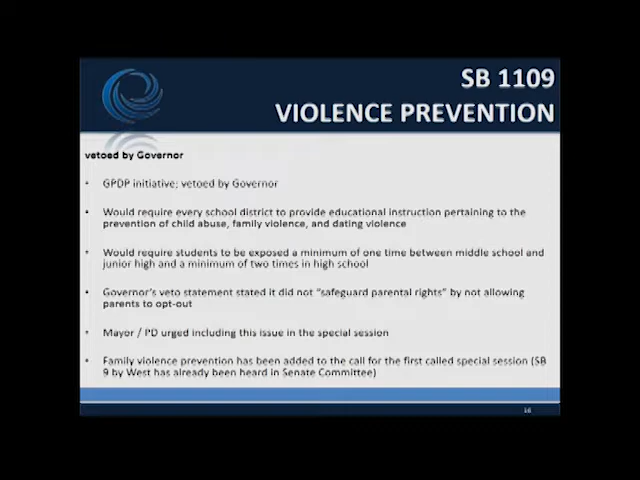 SB 1109
VIOLENCE PREVENTION
vetoed by Governor
• GPDP initiative; vetoed by Governor
• Would require every school district to provide educational instruction pertaining to the
prevention of child abuse, family violence, and dating violence
• Would require students to be exposed a minimum of one time between middle school and
junior high and a minimum of two times in high school
• Governor's veto statement stated it did not "safeguard parental rights" by not allowing
parents to opt-out
• Mayor / PD urged including this issue in the special session
• Family violence prevention has been added to the call for the first called special session (SB
9 by West has already been heard in Senate Committee)
16